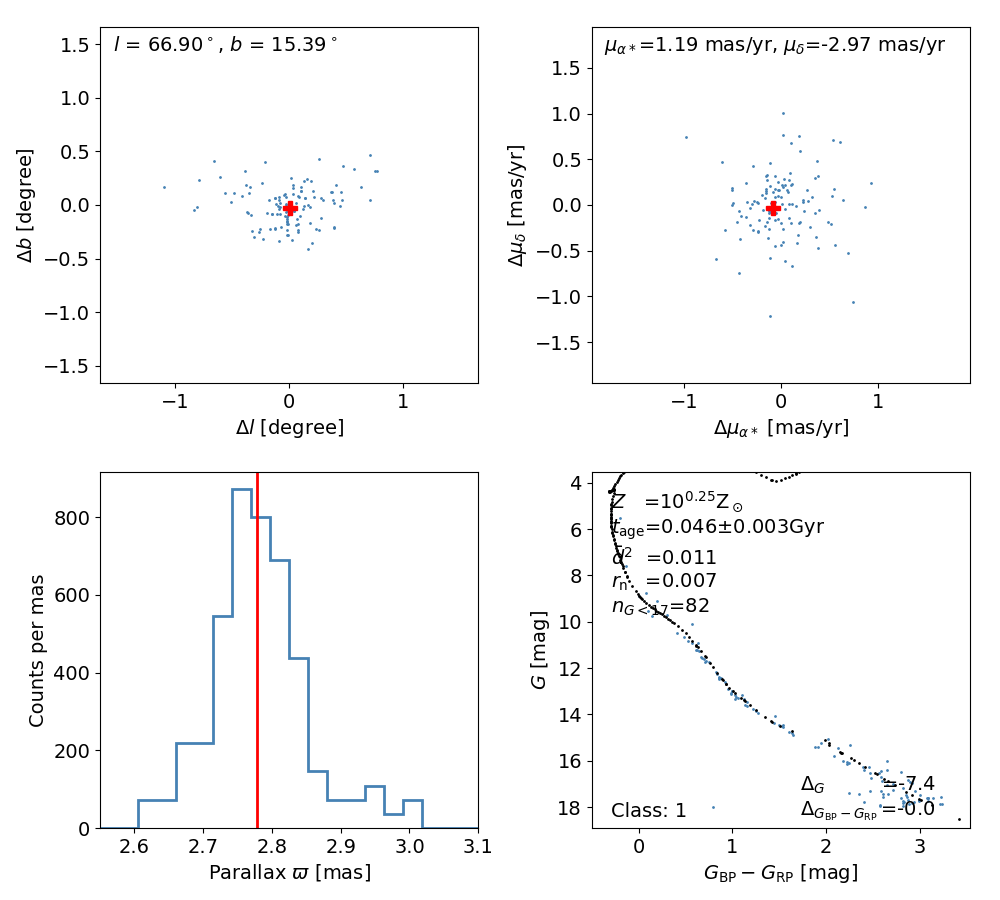 l = 66.90°, b = 15.39°
1.5
1.0
0.5
0.0
−0.5
−1.0
−1.5
Δb [degree]
−1 0 1
Δl [degree]
μα*=1.19 mas/yr, μδ=-2.97 mas/yr
1.5
1.0
0.5
0.0
−0.5
−1.0
−1.5
Δμδ [mas/yr]
−1 0 1
Δμα* [mas/yr]
800
600
400
200
0
Counts per mas
2.6 2.7 2.8 2.9 3.0 3.1
Parallax ϖ [mas]
4
6
8
10
12
14
16
18
G [mag]
Z =10^0.25 Z⊙
t_age=0.046±0.003Gyr
d̄² =0.011
r_n =0.007
n_G<17=82
Δ_G =-7.4
Class: 1 Δ_G_BP−G_RP=-0.0
0 1 2 3
G_BP − G_RP [mag]